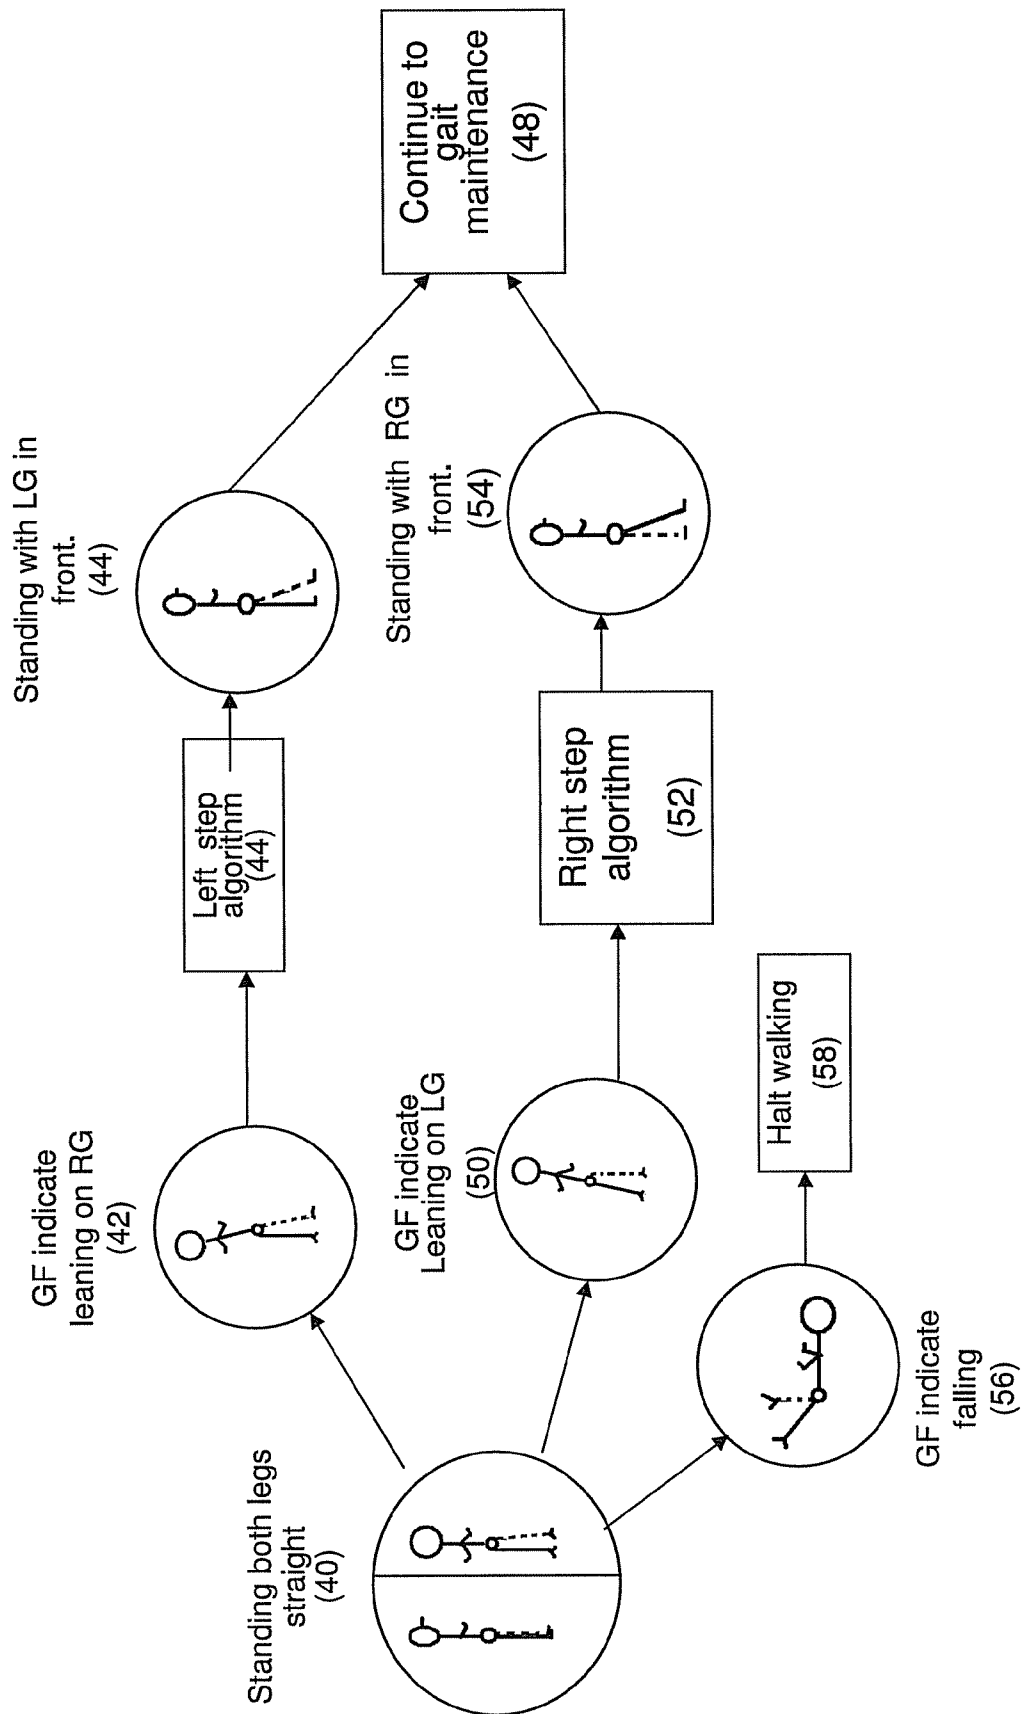 Standing both legs
straight
(40)
GF indicate
leaning on RG
(42)
Left step
algorithm
(44)
Standing with LG in
front.
(44)
GF indicate
Leaning on LG
(50)
Right step
algorithm
(52)
Standing with RG in
front.
(54)
Continue to
gait
maintenance
(48)
GF indicate
falling
(56)
Halt walking
(58)